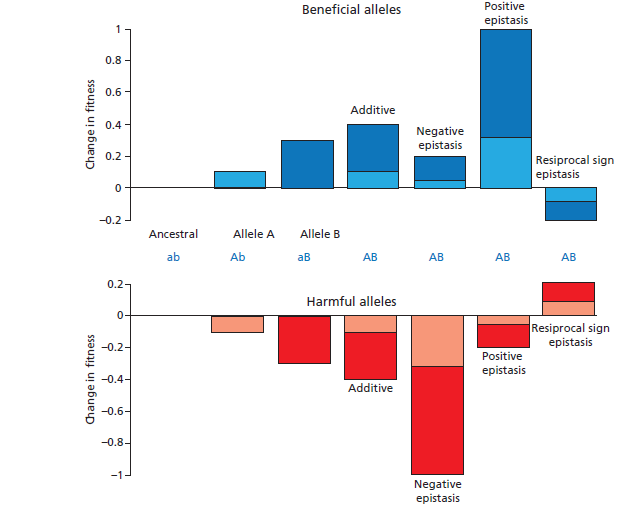 Beneficial alleles
Positive
epistasis
1
0.8
0.6
0.4
0.2
0
−0.2
Change in fitness
Additive
Negative
epistasis
Resiprocal sign
epistasis
Ancestral
Allele A
Allele B
ab
Ab
aB
AB
AB
AB
AB
0.2
0
−0.2
−0.4
−0.6
−0.8
−1
Change in fitness
Harmful alleles
Additive
Negative
epistasis
Positive
epistasis
Resiprocal sign
epistasis